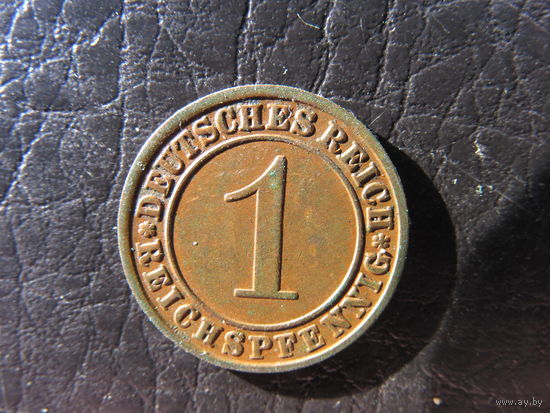 DEUTSCHES REICH
1
*REICHSPFENNIG*
www.ay.by